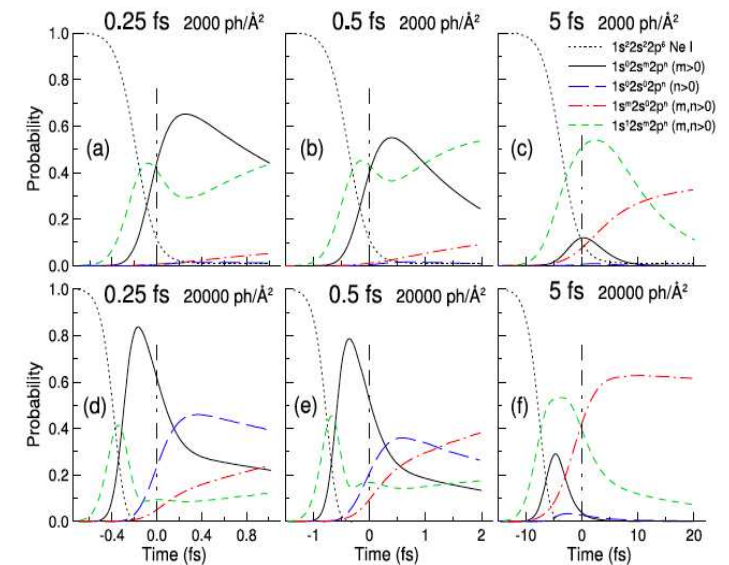 0.25 fs 2000 ph/Å²
0.5 fs 2000 ph/Å²
5 fs 2000 ph/Å²
1s²2s²2p⁶ Ne I
1s⁰2sᵐ2pⁿ (m>0)
1s⁰2s⁰2pⁿ (n>0)
1sᵐ2s⁰2pⁿ (m,n>0)
1s¹2sᵐ2pⁿ (m,n>0)
Probability
1.0
0.8
0.6
0.4
0.2
0.0
(a)
(b)
(c)
0.25 fs 20000 ph/Å²
0.5 fs 20000 ph/Å²
5 fs 20000 ph/Å²
Probability
0.8
0.6
0.4
0.2
0.0
(d)
(e)
(f)
-0.4 0.0 0.4 0.8
-1 0 1 2
-10 0 10 20
Time (fs)
Time (fs)
Time (fs)